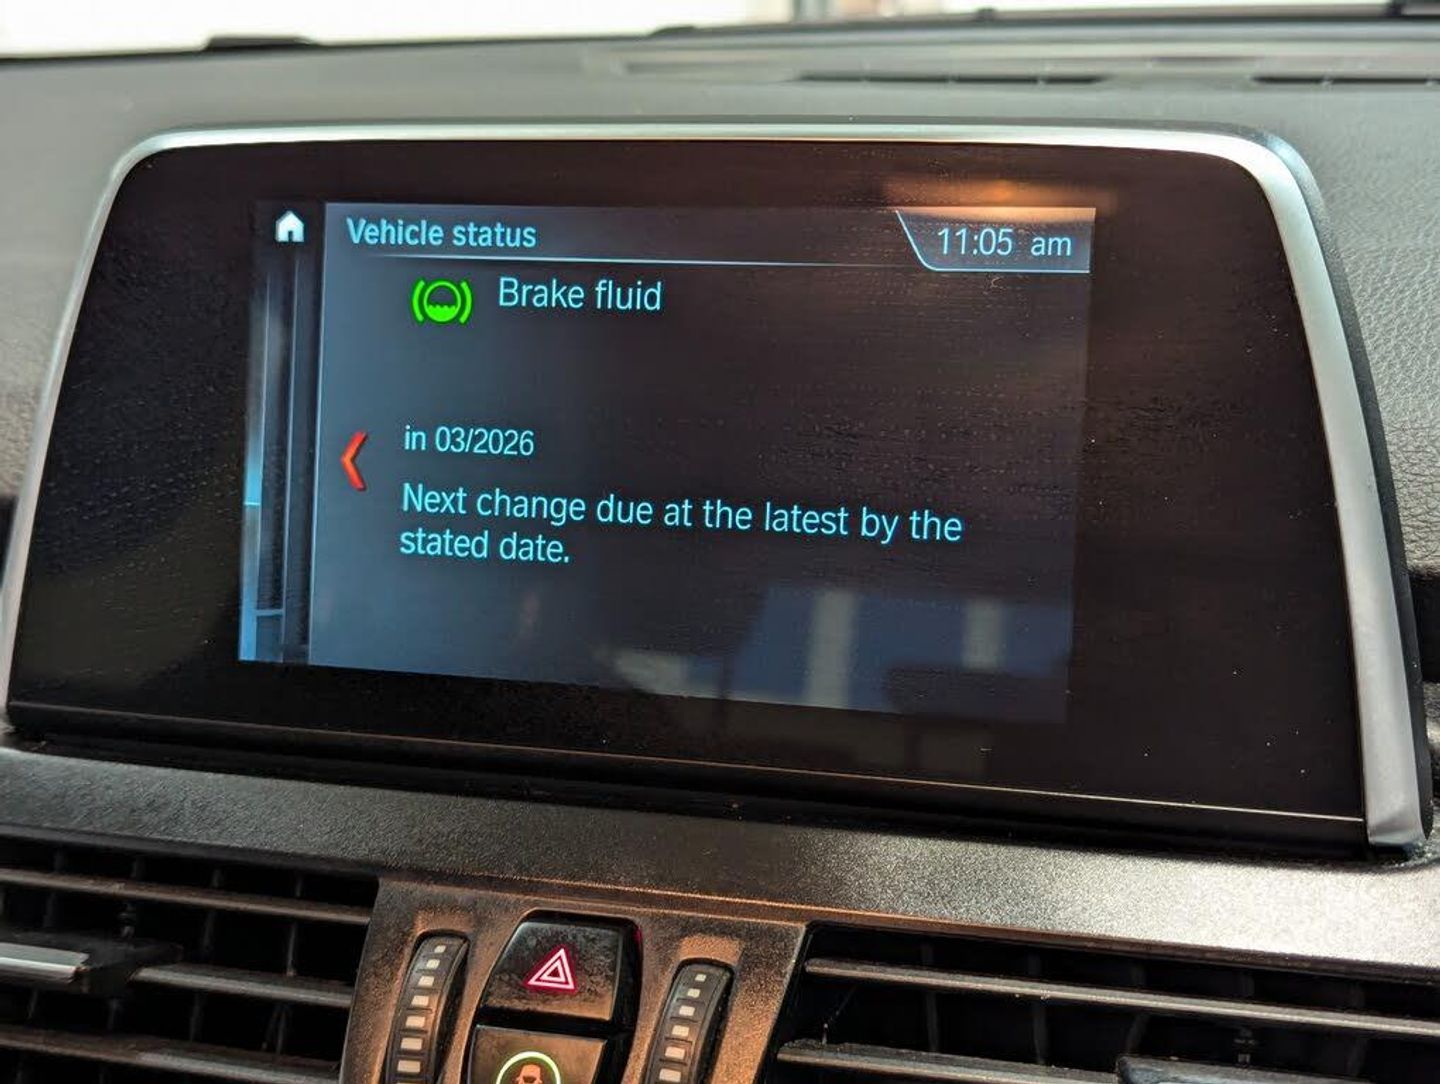 Vehicle status
11:05 am
Brake fluid
in 03/2026
Next change due at the latest by the
stated date.